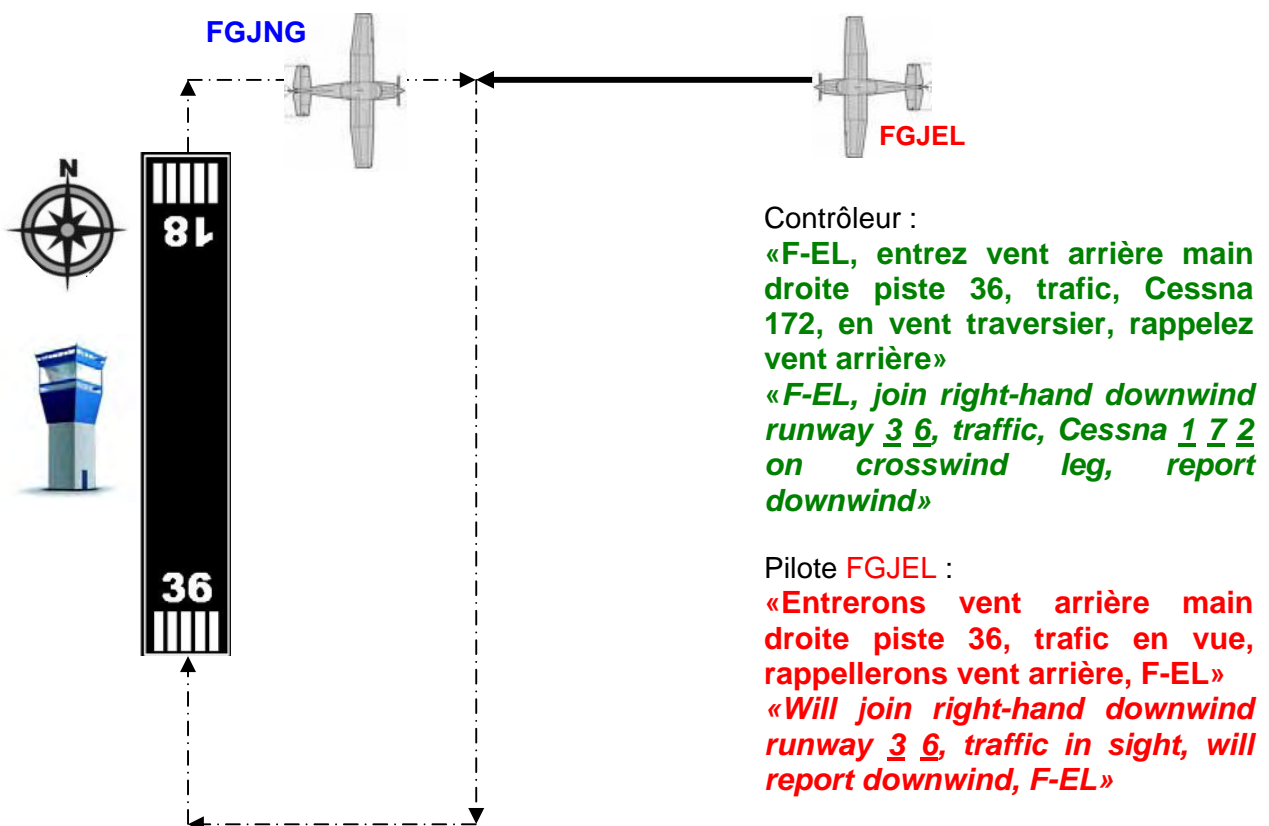 FGJNG
FGJEL
N
18
36
Contrôleur :
«F-EL, entrez vent arrière main
droite piste 36, trafic, Cessna
172, en vent traversier, rappelez
vent arrière»
«F-EL, join right-hand downwind
runway 3 6, traffic, Cessna 1 7 2
on crosswind leg, report
downwind»
Pilote FGJEL :
«Entrerons vent arrière main
droite piste 36, trafic en vue,
rappellerons vent arrière, F-EL»
«Will join right-hand downwind
runway 3 6, traffic in sight, will
report downwind, F-EL»